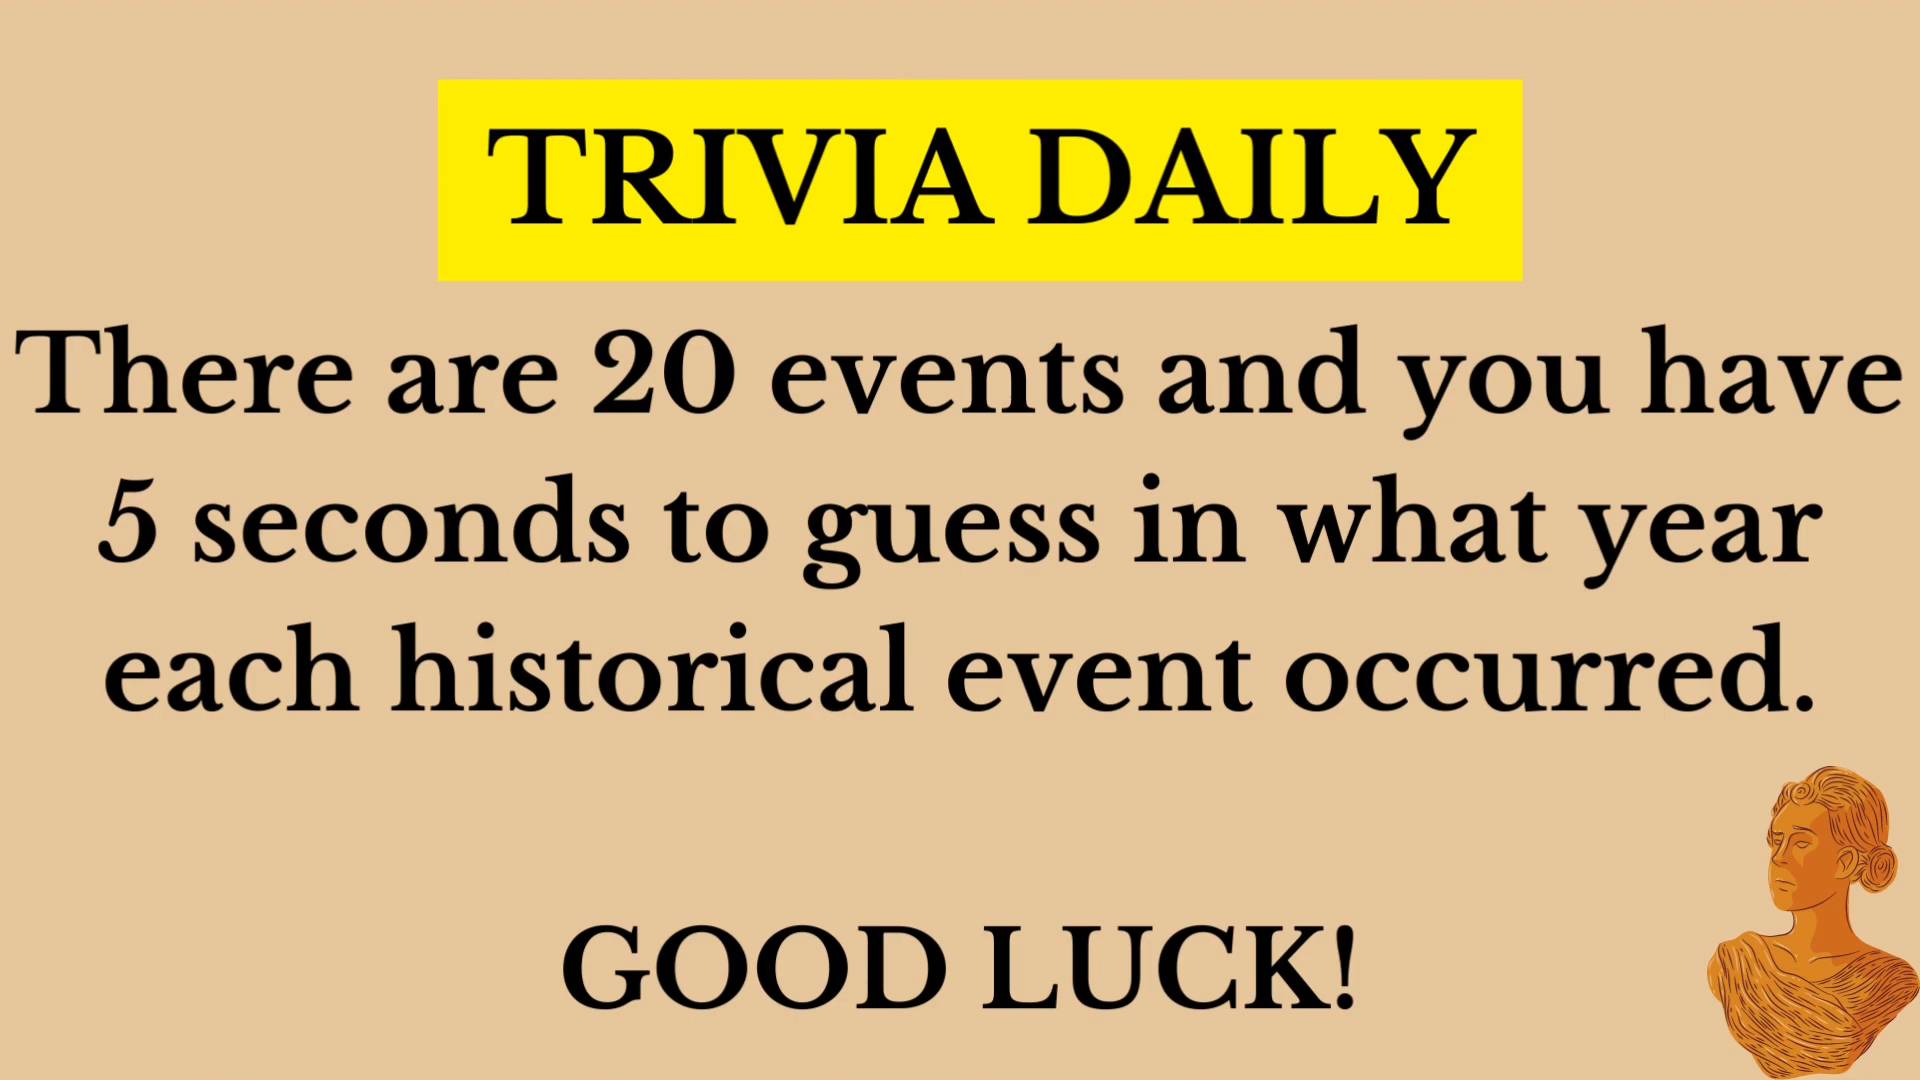 TRIVIA DAILY
There are 20 events and you have
5 seconds to guess in what year
each historical event occurred.
GOOD LUCK!